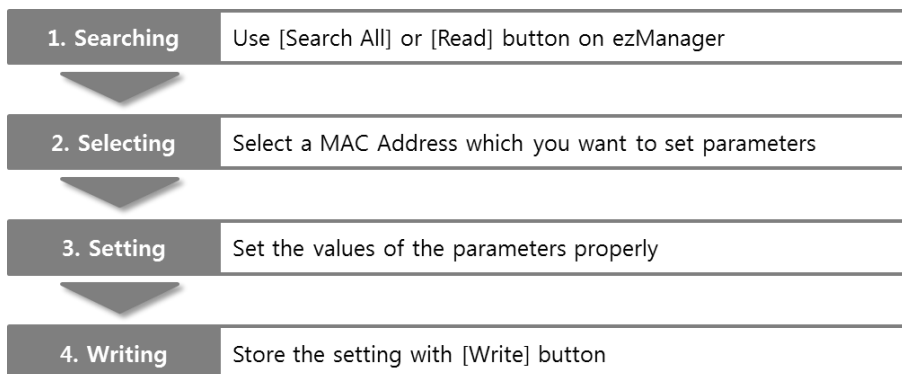 1. Searching Use [Search All] or [Read] button on ezManager
2. Selecting Select a MAC Address which you want to set parameters
3. Setting Set the values of the parameters properly
4. Writing Store the setting with [Write] button